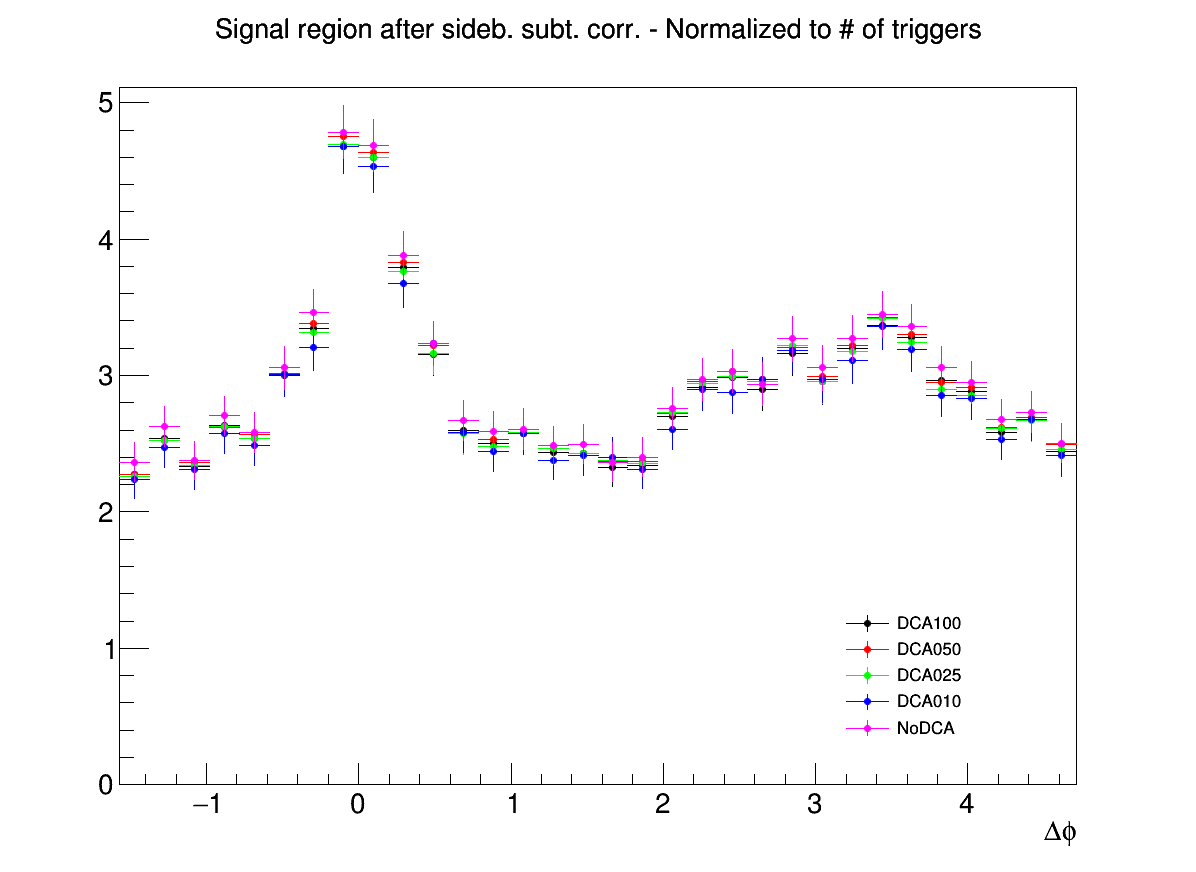 Signal region after sideb. subt. corr. - Normalized to # of triggers
5
4
3
2
1
0
DCA100
DCA050
DCA025
DCA010
NoDCA
−1 0 1 2 3 4
Δϕ